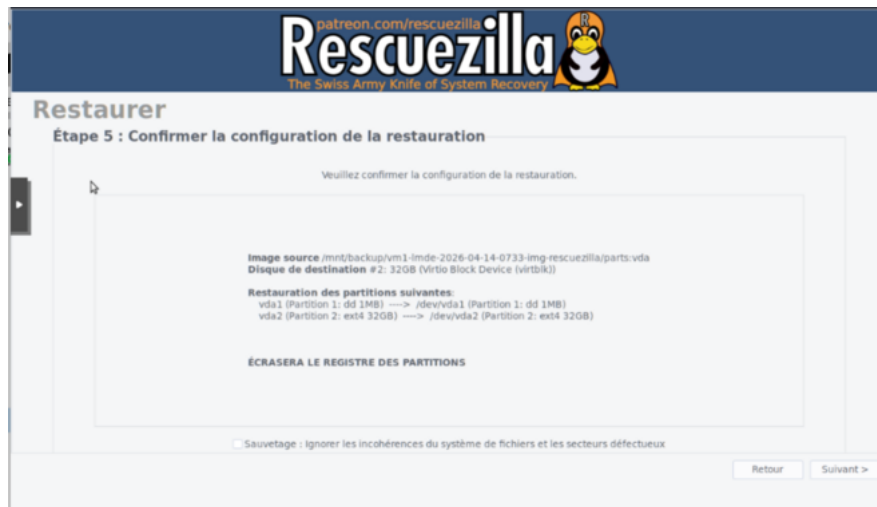 patreon.com/rescuezilla
Rescuezilla
The Swiss Army Knife of System Recovery
R
Restaurer
Étape 5 : Confirmer la configuration de la restauration
Veuillez confirmer la configuration de la restauration.
Image source /mnt/backup/vm1-lmde-2026-04-14-0733-img-rescuezilla/parts:vda
Disque de destination #2: 32GB (Virtio Block Device (virtblk))
Restauration des partitions suivantes:
vda1 (Partition 1: dd 1MB) ----> /dev/vda1 (Partition 1: dd 1MB)
vda2 (Partition 2: ext4 32GB) ----> /dev/vda2 (Partition 2: ext4 32GB)
ÉCRASERA LE REGISTRE DES PARTITIONS
Sauvetage : Ignorer les incohérences du système de fichiers et les secteurs défectueux
Retour
Suivant >